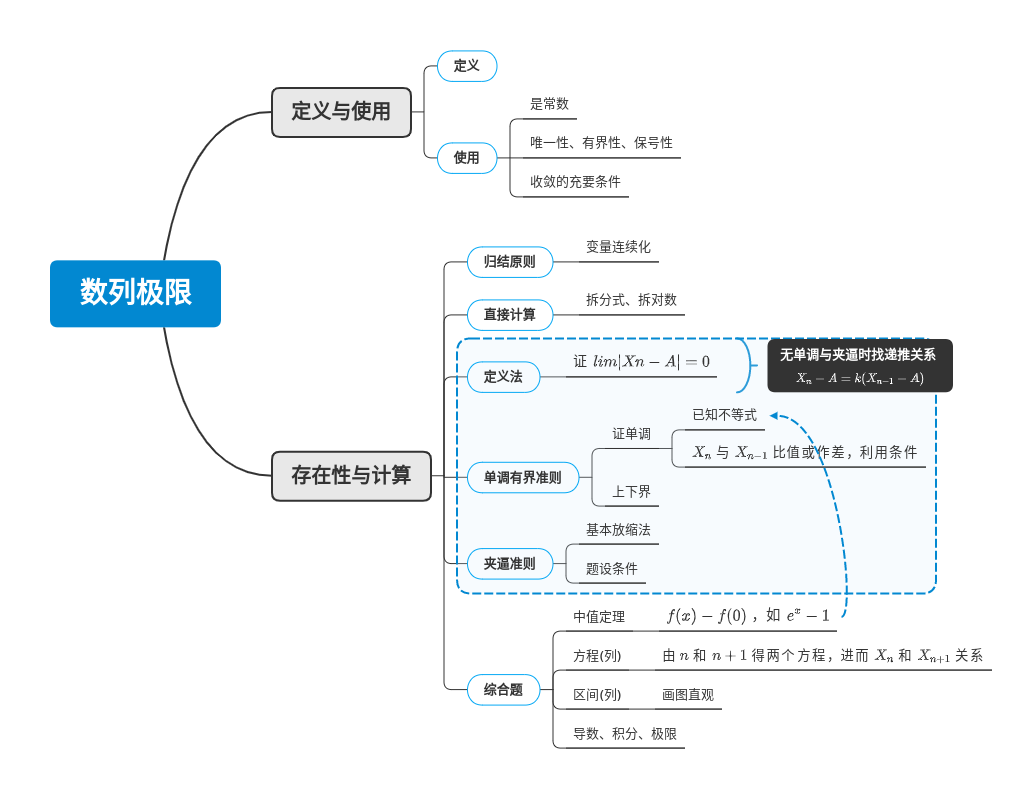 数列极限
定义与使用
定义
使用
是常数
唯一性、有界性、保号性
收敛的充要条件
存在性与计算
归结原则
变量连续化
直接计算
拆分式、拆对数
定义法
证 $lim|Xn - A| = 0$
无单调与夹逼时找递推关系
$X_n - A = k(X_{n-1} - A)$
单调有界准则
证单调
已知不等式
$X_n$ 与 $X_{n-1}$ 比值或作差，利用条件
上下界
夹逼准则
基本放缩法
题设条件
综合题
中值定理
$f(x) - f(0)$ ，如 $e^x - 1$
方程(列)
由 $n$ 和 $n + 1$ 得两个方程，进而 $X_n$ 和 $X_{n+1}$ 关系
区间(列)
画图直观
导数、积分、极限